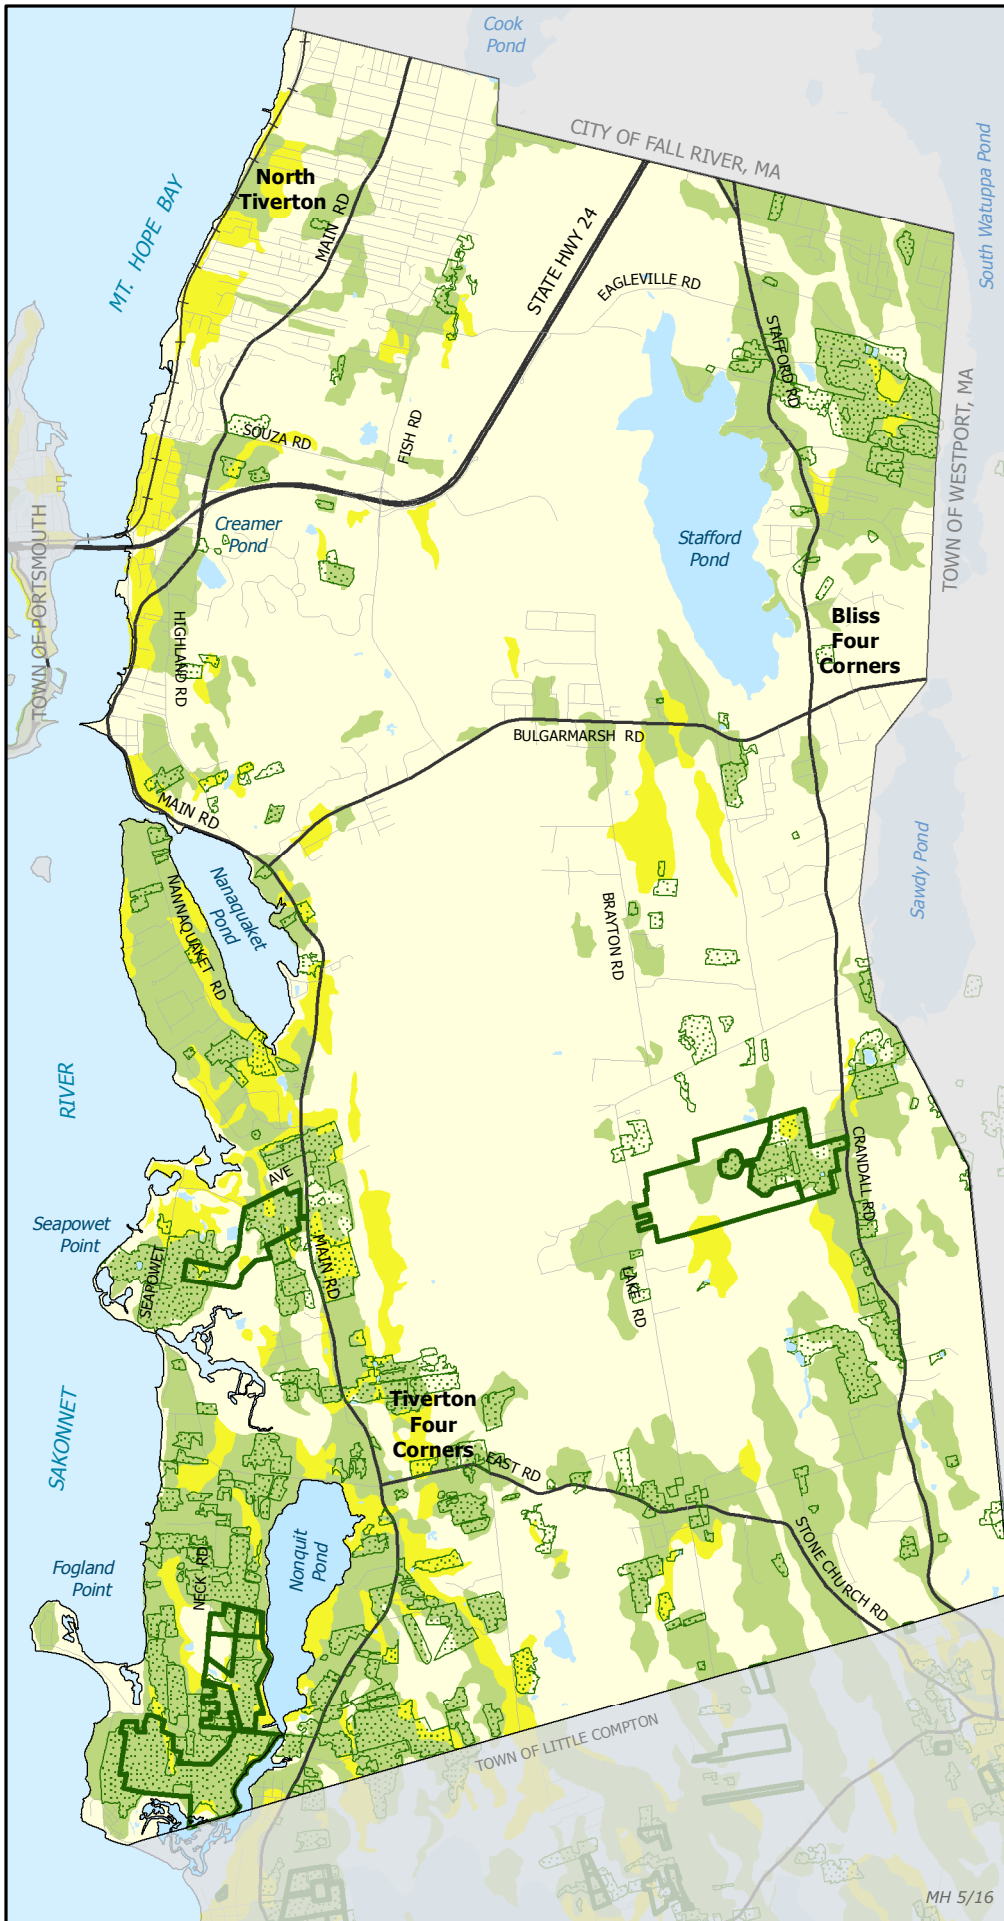 Cook
Pond
CITY OF FALL RIVER, MA
South Watuppa Pond
North
Tiverton
MT. HOPE BAY
MAIN RD
STATE HWY 24
EAGLEVILLE RD
STAFFORD RD
TOWN OF WESTPORT, MA
SOUZA RD
FISH RD
Creamer
Pond
Stafford
Pond
TOWN OF PORTSMOUTH
HIGHLAND RD
Bliss
Four
Corners
BULGARMARSH RD
MAIN RD
Nanaquaket
Pond
NANNAQUAKET RD
BRAYTON RD
Sawdy Pond
RIVER
CRANDALL RD
AVE
Seapowet
Point
SEAPOWET
MAIN RD
LAKE RD
SAKONNET
Tiverton
Four
Corners
EAST RD
STONE CHURCH RD
Nonquit
Pond
NECK RD
Fogland
Point
TOWN OF LITTLE COMPTON
MH 5/16